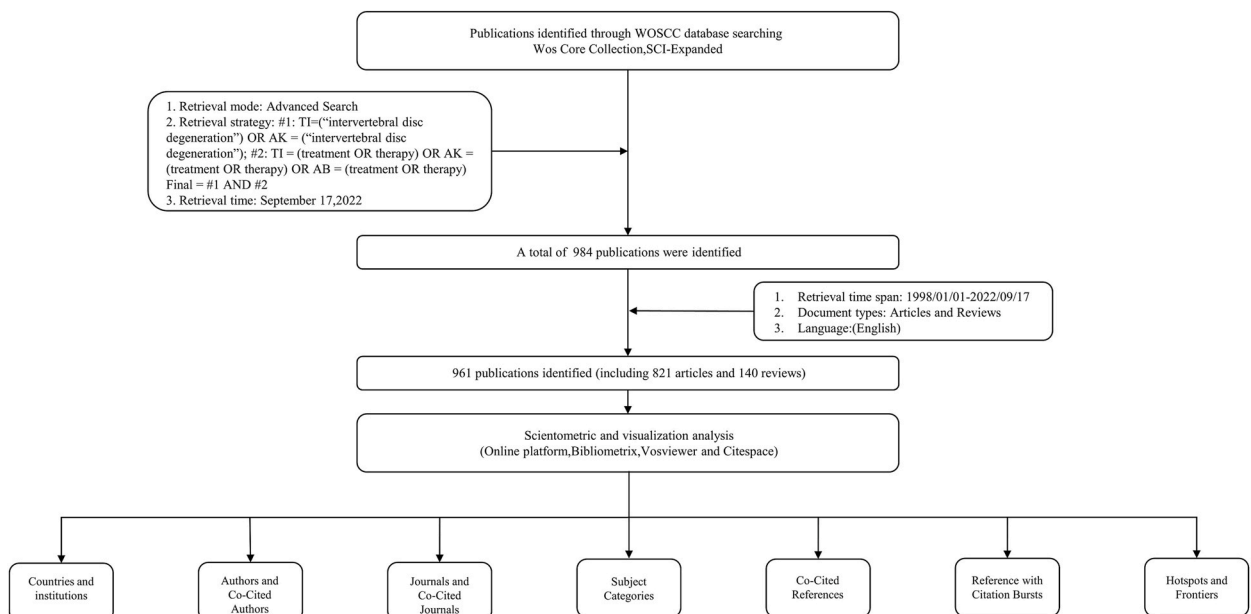 Publications identified through WOSCC database searching
Wos Core Collection,SCI-Expanded
1. Retrieval mode: Advanced Search
2. Retrieval strategy: #1: TI=(“intervertebral disc
degeneration”) OR AK = (“intervertebral disc
degeneration”); #2: TI = (treatment OR therapy) OR AK =
(treatment OR therapy) OR AB = (treatment OR therapy)
Final = #1 AND #2
3. Retrieval time: September 17,2022
A total of 984 publications were identified
1. Retrieval time span: 1998/01/01-2022/09/17
2. Document types: Articles and Reviews
3. Language:(English)
961 publications identified (including 821 articles and 140 reviews)
Scientometric and visualization analysis
(Online platform,Bibliometrix,Vosviewer and Citespace)
Countries and
institutions
Authors and
Co-Cited
Authors
Journals and
Co-Cited
Journals
Subject
Categories
Co-Cited
References
Reference with
Citation Bursts
Hotspots and
Frontiers